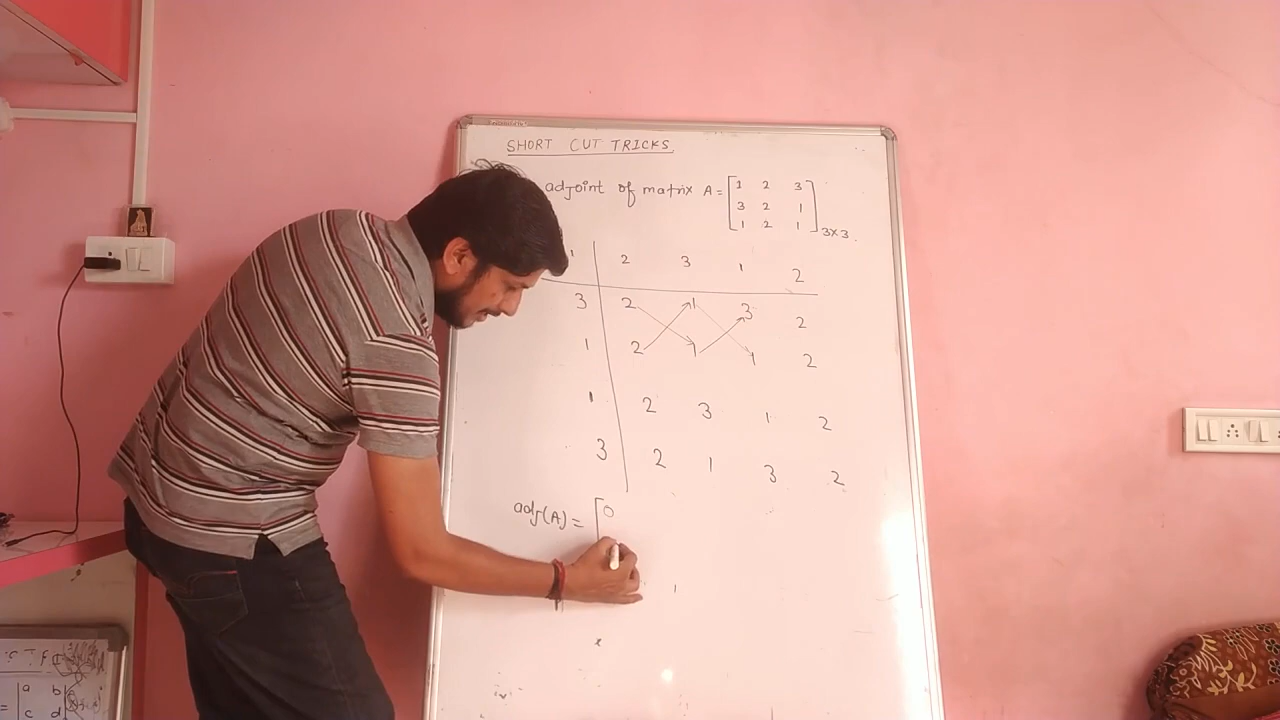 SHORT CUT TRICKS.
adjoint of matrix A = [1 2 3
3 2 1
1 2 1] 3×3.
1 2 3 1 2
3 2 1 3 2
1 2 1 1 2
1 2 3 1 2
3 2 1 3 2
adj(A) = [0
a b
= c d